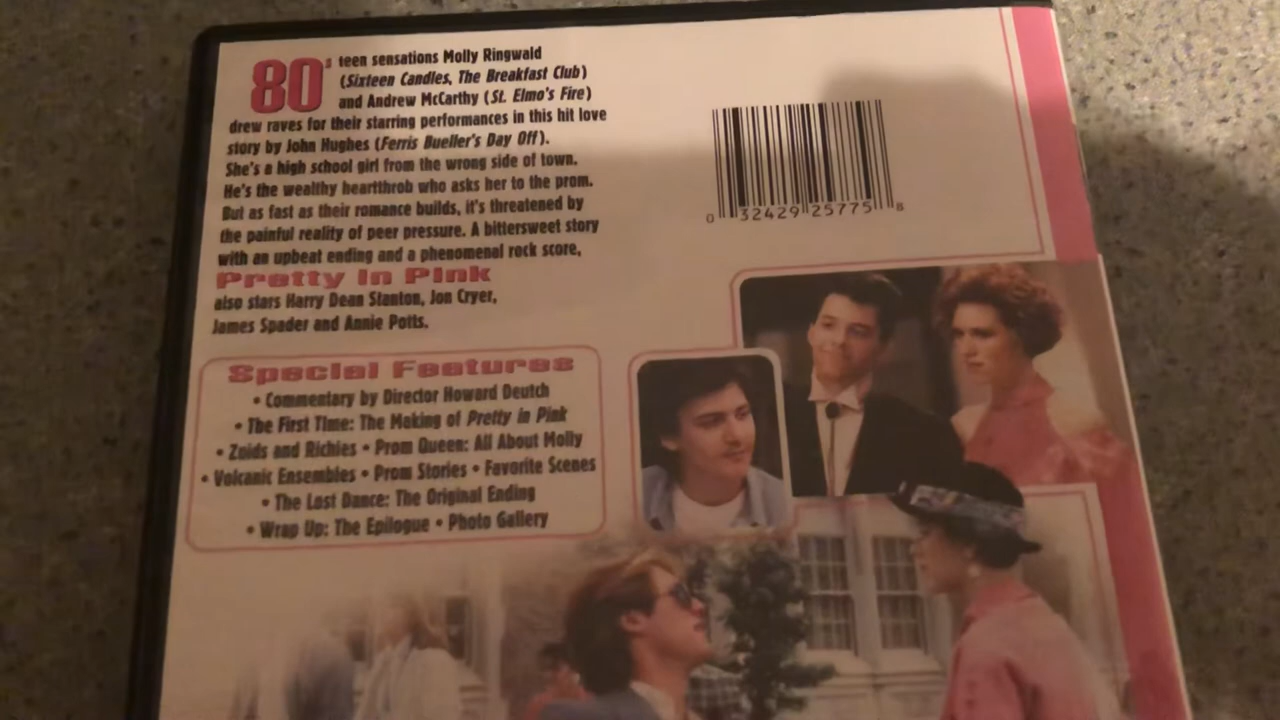 80's teen sensations Molly Ringwald
(Sixteen Candles, The Breakfast Club)
and Andrew McCarthy (St. Elmo's Fire)
drew raves for their starring performances in this hit love
story by John Hughes (Ferris Bueller's Day Off).
She's a high school girl from the wrong side of town.
He's the wealthy heartthrob who asks her to the prom.
But as fast as their romance builds, it's threatened by
the painful reality of peer pressure. A bittersweet story
with an upbeat ending and a phenomenal rock score,
Pretty In Pink
also stars Harry Dean Stanton, Jon Cryer,
James Spader and Annie Potts.
Special Features
• Commentary by Director Howard Deutch
• The First Time: The Making of Pretty in Pink
• Zoids and Richies • Prom Queen: All About Molly
• Volcanic Ensembles • Prom Stories • Favorite Scenes
• The Lost Dance: The Original Ending
• Wrap Up: The Epilogue • Photo Gallery
0 32429 25775 8